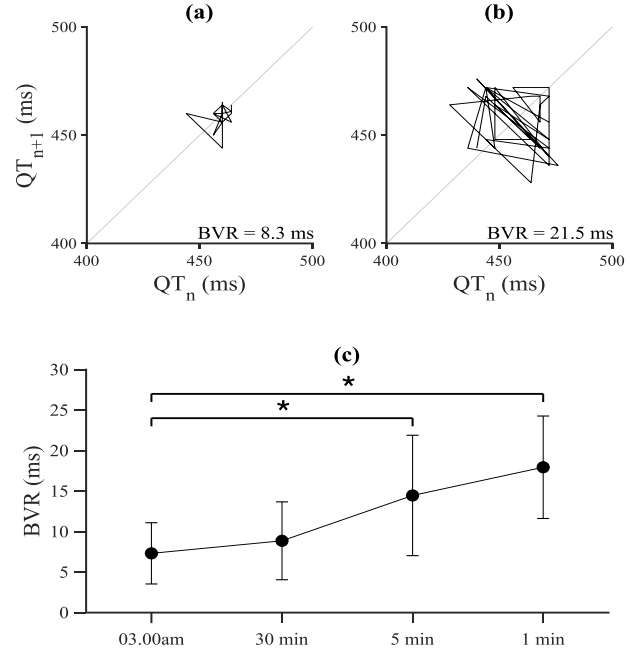 (a)
500
450
400
QTn+1 (ms)
BVR = 8.3 ms
400
450
500
QTn (ms)
(b)
500
450
400
BVR = 21.5 ms
400
450
500
QTn (ms)
(c)
30
25
20
15
10
5
0
BVR
(ms)
*
*
03.00am
30 min
5 min
1 min